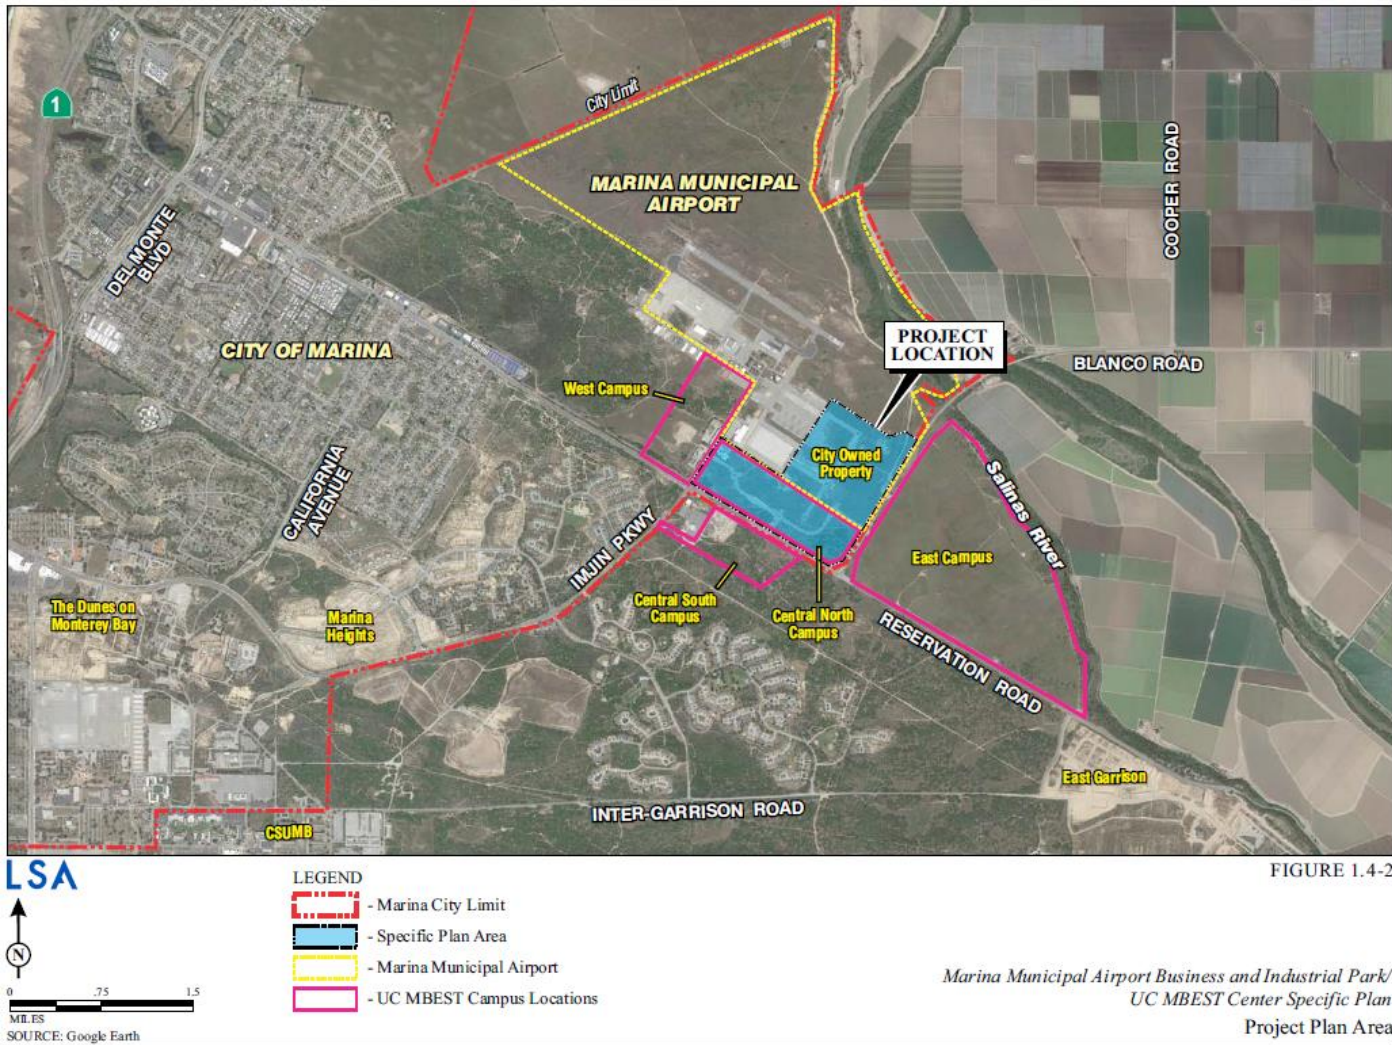 1
City Limit
MARINA MUNICIPAL
AIRPORT
COOPER ROAD
DEL MONTE
BLVD
CITY OF MARINA
PROJECT
LOCATION
BLANCO ROAD
West Campus
City Owned
Property
CALIFORNIA
AVENUE
Salinas River
IMJIN PKWY
East Campus
The Dunes on
Monterey Bay
Marina
Heights
Central South
Campus
Central North
Campus
RESERVATION ROAD
East Garrison
INTER-GARRISON ROAD
CSUMB
LSA
FIGURE 1.4-2
LEGEND
- Marina City Limit
- Specific Plan Area
- Marina Municipal Airport
- UC MBEST Campus Locations
N
0 .75 1.5
MILES
SOURCE: Google Earth
Marina Municipal Airport Business and Industrial Park/
UC MBEST Center Specific Plan
Project Plan Area